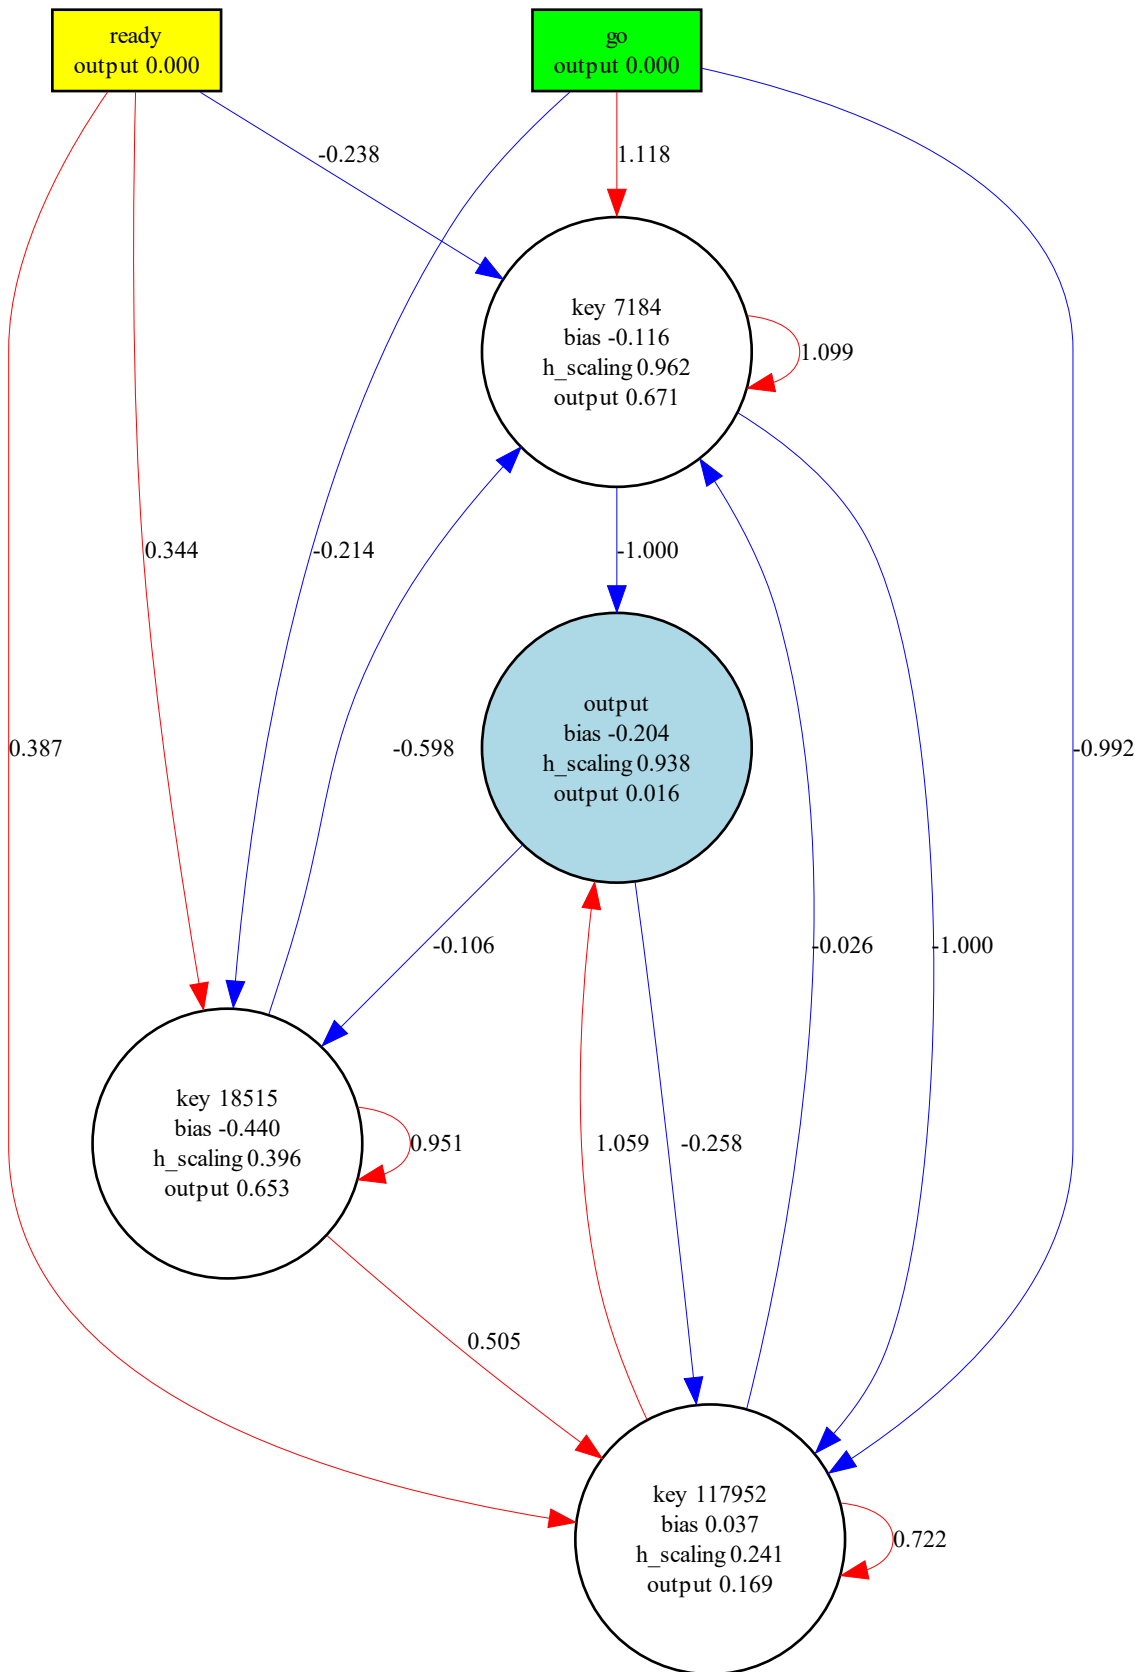 ready
output 0.000
go
output 0.000
-0.238
1.118
key 7184
bias -0.116
h_scaling 0.962
output 0.671
1.099
0.344
-0.214
-1.000
output
bias -0.204
h_scaling 0.938
output 0.016
0.387
-0.598
-0.992
-0.106
-0.026
-1.000
key 18515
bias -0.440
h_scaling 0.396
output 0.653
0.951
1.059
-0.258
0.505
key 117952
bias 0.037
h_scaling 0.241
output 0.169
0.722